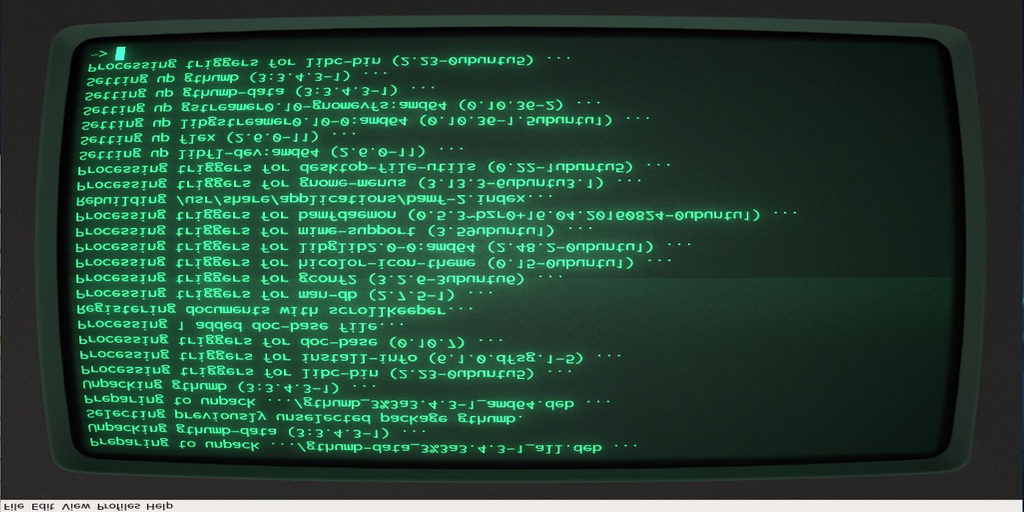 File Edit View Profiles Help
Preparing to unpack .../gthumb-data_3%3a3.4.3-1_all.deb ...
Unpacking gthumb-data (3:3.4.3-1) ...
Selecting previously unselected package gthumb.
Preparing to unpack .../gthumb_3%3a3.4.3-1_amd64.deb ...
Unpacking gthumb (3:3.4.3-1) ...
Processing triggers for libc-bin (2.23-0ubuntu5) ...
Processing triggers for install-info (6.1.0.dfsg.1-5) ...
Processing triggers for doc-base (0.10.7) ...
Processing 1 added doc-base file...
Registering documents with scrollkeeper...
Processing triggers for man-db (2.7.5-1) ...
Processing triggers for gconf2 (3.2.6-3ubuntu6) ...
Processing triggers for hicolor-icon-theme (0.15-0ubuntu1) ...
Processing triggers for libglib2.0-0:amd64 (2.48.2-0ubuntu1) ...
Processing triggers for mime-support (3.59ubuntu1) ...
Processing triggers for bamfdaemon (0.5.3~bzr0+16.04.20160824-0ubuntu1) ...
Rebuilding /usr/share/applications/bamf-2.index...
Processing triggers for gnome-menus (3.13.3-6ubuntu3.1) ...
Processing triggers for desktop-file-utils (0.22-1ubuntu5) ...
Setting up libfl-dev:amd64 (2.6.0-11) ...
Setting up flex (2.6.0-11) ...
Setting up libgstreamer0.10-0:amd64 (0.10.36-1.5ubuntu1) ...
Setting up gstreamer0.10-gnomevfs:amd64 (0.10.36-2) ...
Setting up gthumb-data (3:3.4.3-1) ...
Setting up gthumb (3:3.4.3-1) ...
Processing triggers for libc-bin (2.23-0ubuntu5) ...
~>